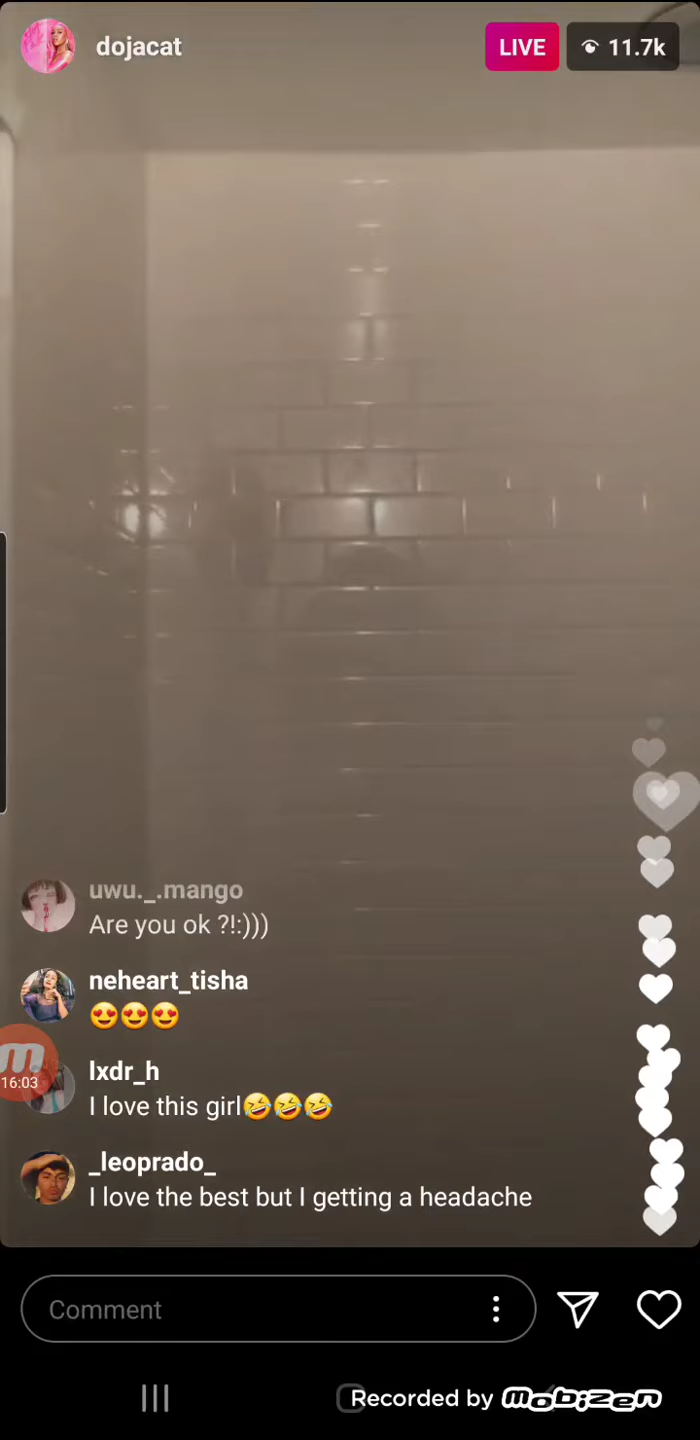 dojacat
LIVE
11.7k
uwu._.mango
Are you ok ?!:)))
neheart_tisha
😍😍😍
lxdr_h
I love this girl🤣🤣🤣
16:03
_leoprado_
I love the best but I getting a headache
Comment
Recorded by mobizen